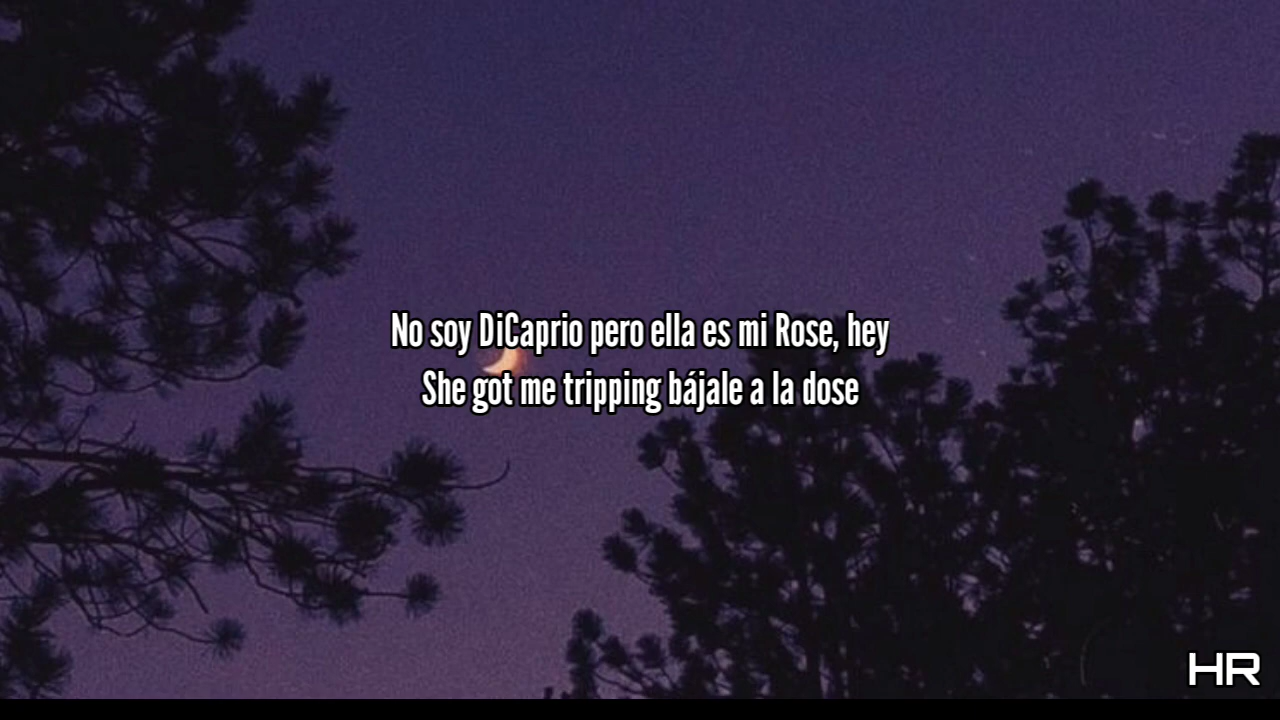 No soy DiCaprio pero ella es mi Rose, hey
She got me tripping bájale a la dose
HR